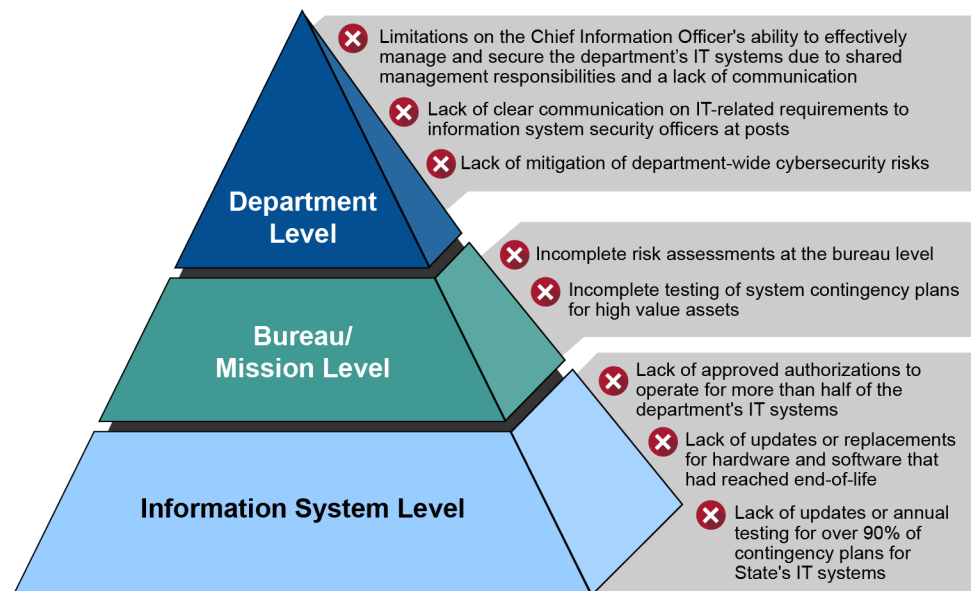 Limitations on the Chief Information Officer's ability to effectively
manage and secure the department's IT systems due to shared
management responsibilities and a lack of communication
Lack of clear communication on IT-related requirements to
information system security officers at posts
Lack of mitigation of department-wide cybersecurity risks
Department
Level
Incomplete risk assessments at the bureau level
Incomplete testing of system contingency plans
for high value assets
Bureau/
Mission Level
Lack of approved authorizations to
operate for more than half of the
department's IT systems
Lack of updates or replacements
for hardware and software that
had reached end-of-life
Information System Level
Lack of updates or annual
testing for over 90% of
contingency plans for
State's IT systems